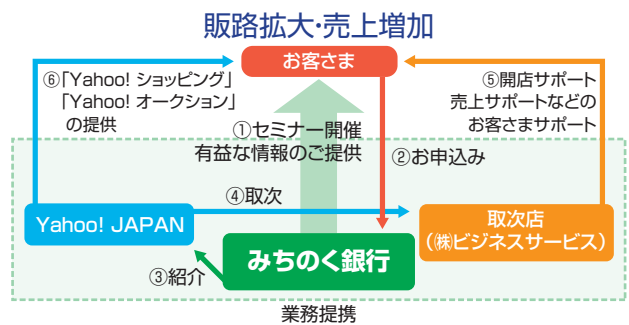 販路拡大・売上増加
お客さま
⑥「Yahoo! ショッピング」
「Yahoo! オークション」
の提供
⑤開店サポート
売上サポートなどの
お客さまサポート
①セミナー開催
有益な情報のご提供
②お申込み
④取次
Yahoo! JAPAN
取次店
（㈱ビジネスサービス）
みちのく銀行
③紹介
業務提携